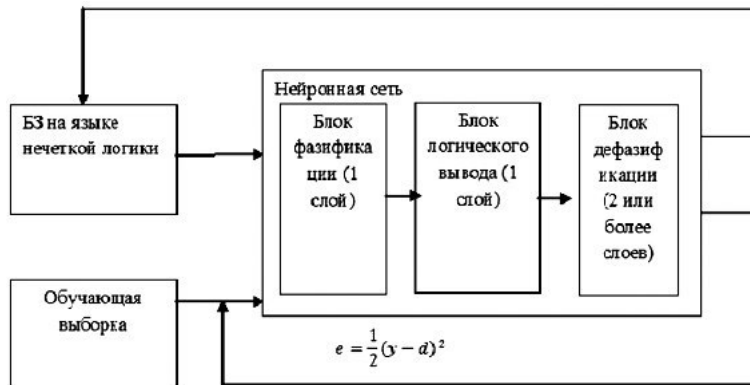 Нейронная сеть
БЗ на языке
нечеткой логики
Блок
фазифика
ции (1
слой)
Блок
логического
вывода (1
слой)
Блок
дефазиф
икации
(2 или
более
слоев)
Обучающая
выборка
e = 1/2 (y − d)²